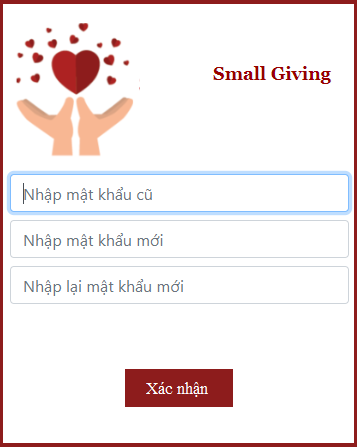 Small Giving
Nhập mật khẩu cũ
Nhập mật khẩu mới
Nhập lại mật khẩu mới
Xác nhận